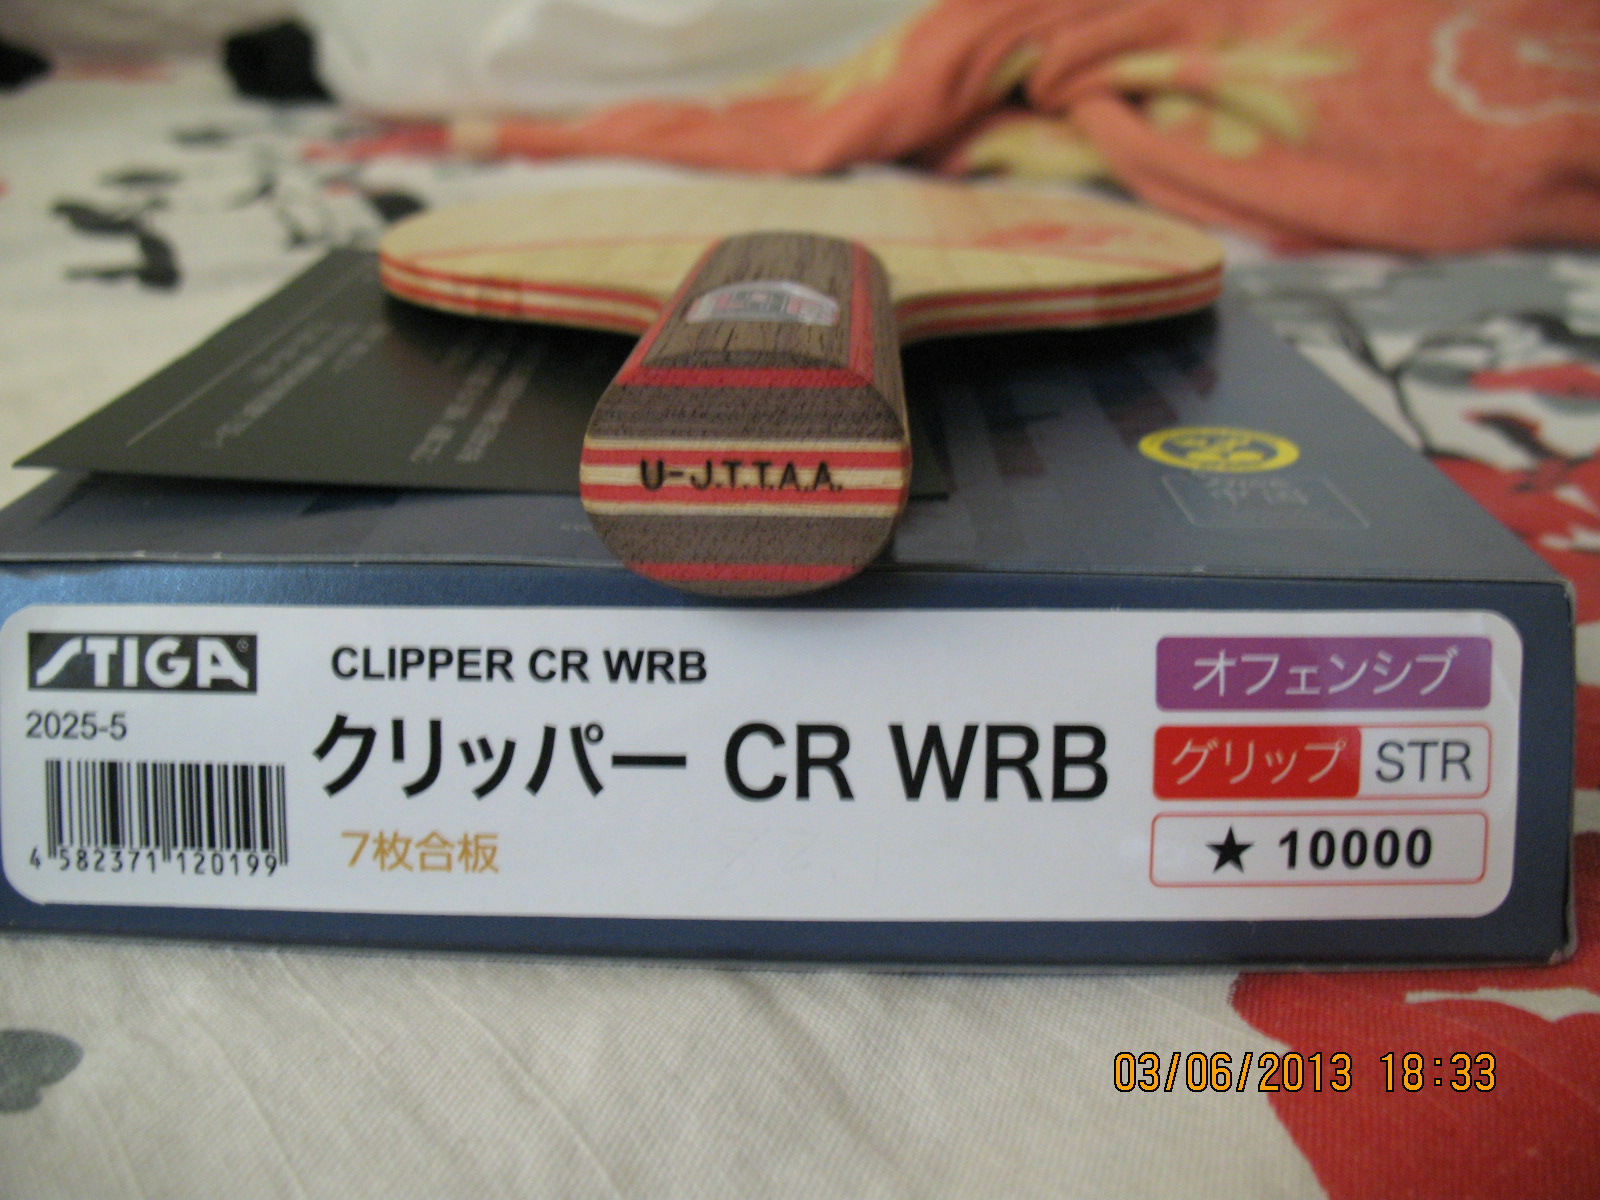 U-J.T.T.A.A.
STIGA®
CLIPPER CR WRB
オフェンシブ
2025-5
クリッパー CR WRB
グリップ STR
7枚合板
★ 10000
4 582371 120199
03/06/2013 18:33